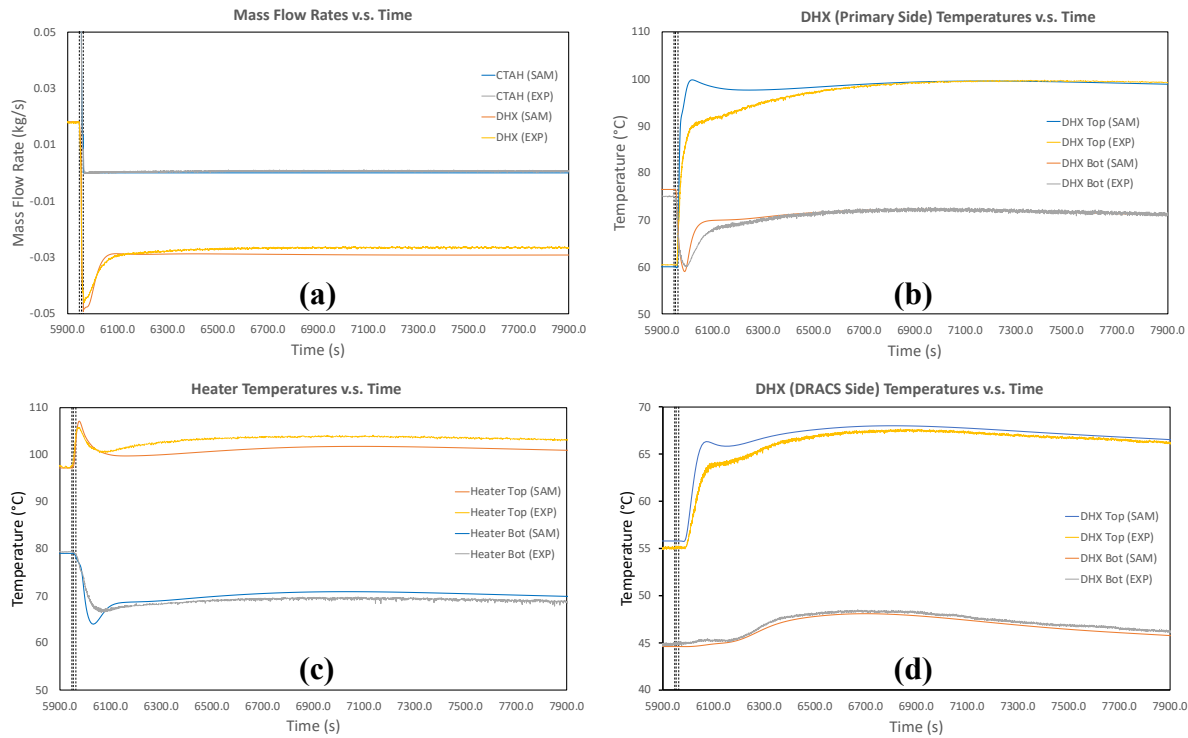 Mass Flow Rates v.s. Time
Mass Flow Rate (kg/s)
0.05
0.03
0.01
-0.01
-0.03
-0.05
CTAH (SAM)
CTAH (EXP)
DHX (SAM)
DHX (EXP)
(a)
5900.0 6100.0 6300.0 6500.0 6700.0 6900.0 7100.0 7300.0 7500.0 7700.0 7900.0
Time (s)
DHX (Primary Side) Temperatures v.s. Time
Temperature (°C)
110
100
90
80
70
60
50
DHX Top (SAM)
DHX Top (EXP)
DHX Bot (SAM)
DHX Bot (EXP)
(b)
5900.0 6100.0 6300.0 6500.0 6700.0 6900.0 7100.0 7300.0 7500.0 7700.0 7900.0
Time (s)
Heater Temperatures v.s. Time
Temperature (°C)
110
100
90
80
70
60
50
Heater Top (SAM)
Heater Top (EXP)
Heater Bot (SAM)
Heater Bot (EXP)
(c)
5900.0 6100.0 6300.0 6500.0 6700.0 6900.0 7100.0 7300.0 7500.0 7700.0 7900.0
Time (s)
DHX (DRACS Side) Temperatures v.s. Time
Temperature (°C)
70
65
60
55
50
45
40
DHX Top (SAM)
DHX Top (EXP)
DHX Bot (SAM)
DHX Bot (EXP)
(d)
5900.0 6100.0 6300.0 6500.0 6700.0 6900.0 7100.0 7300.0 7500.0 7700.0 7900.0
Time (s)